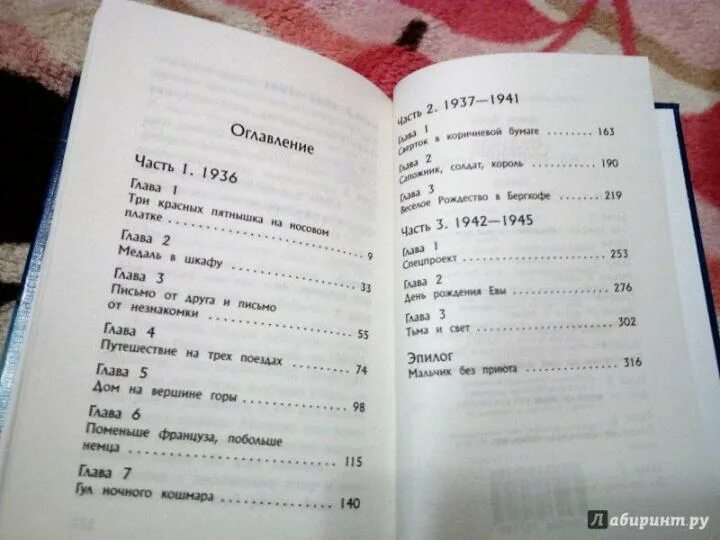 Оглавление
Часть 1. 1936
Глава 1
Три красных пятнышка на носовом
платке ........................ 9
Глава 2
Медаль в шкафу ........................ 33
Глава 3
Письмо от друга и письмо
от незнакомки ........................ 55
Глава 4
Путешествие на трех поездах ........... 74
Глава 5
Дом на вершине горы ................... 98
Глава 6
Поменьше француза, побольше
немца ........................ 115
Глава 7
Гул ночного кошмара ................... 140
Часть 2. 1937—1941
Глава 1
Сверток в коричневой бумаге ........ 163
Глава 2
Сапожник, солдат, король ........ 190
Глава 3
Веселое Рождество в Бергхофе ....... 219
Часть 3. 1942—1945
Глава 1
Спецпроект ........................ 253
Глава 2
День рождения Евы ................... 276
Глава 3
Тьма и свет ........................ 302
Эпилог
Мальчик без приюта ................... 316
Лабиринт.ру